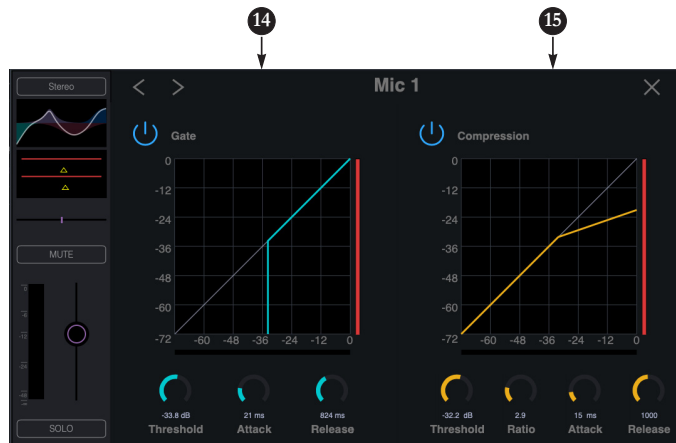 14 15
Stereo
Mic 1
Gate
Compression
0
-12
-24
-36
-48
-60
-72 -60 -48 -36 -24 -12 0
0
-12
-24
-36
-48
-60
-72 -60 -48 -36 -24 -12 0
MUTE
SOLO
-33.8 dB 21 ms 824 ms
Threshold Attack Release
-32.2 dB 2.9 15 ms 1000
Threshold Ratio Attack Release